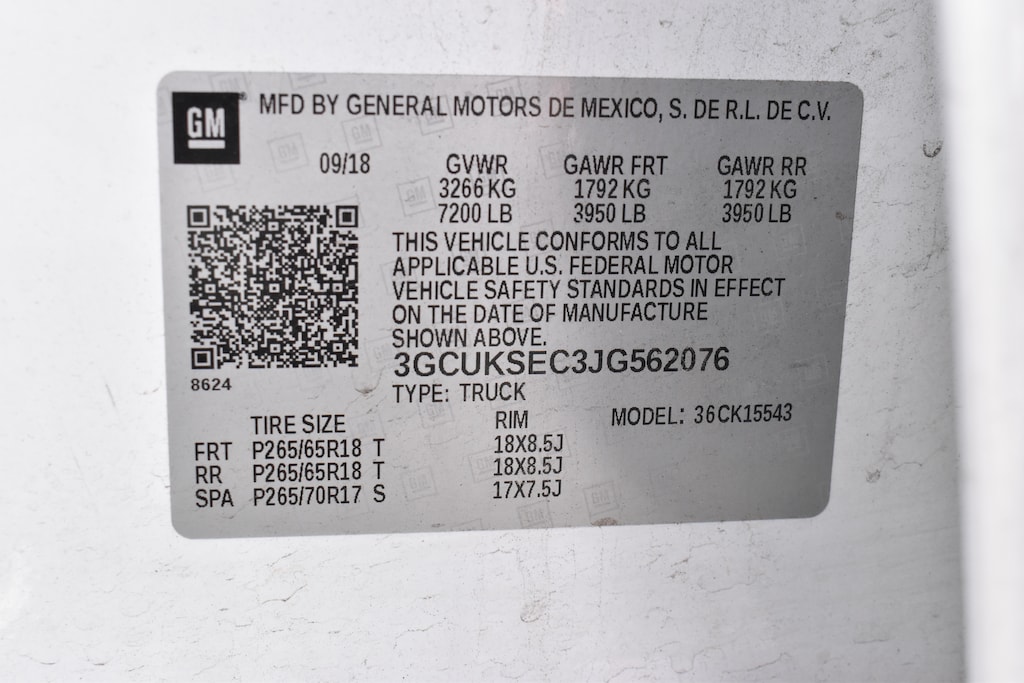 GM® MFD BY GENERAL MOTORS DE MEXICO, S. DE R.L. DE C.V.
09/18 GVWR GAWR FRT GAWR RR
3266 KG 1792 KG 1792 KG
7200 LB 3950 LB 3950 LB
THIS VEHICLE CONFORMS TO ALL
APPLICABLE U.S. FEDERAL MOTOR
VEHICLE SAFETY STANDARDS IN EFFECT
ON THE DATE OF MANUFACTURE
SHOWN ABOVE.
3GCUKSEC3JG562076
8624
TYPE: TRUCK
TIRE SIZE RIM MODEL: 36CK15543
FRT P265/65R18 T 18X8.5J
RR P265/65R18 T 18X8.5J
SPA P265/70R17 S 17X7.5J